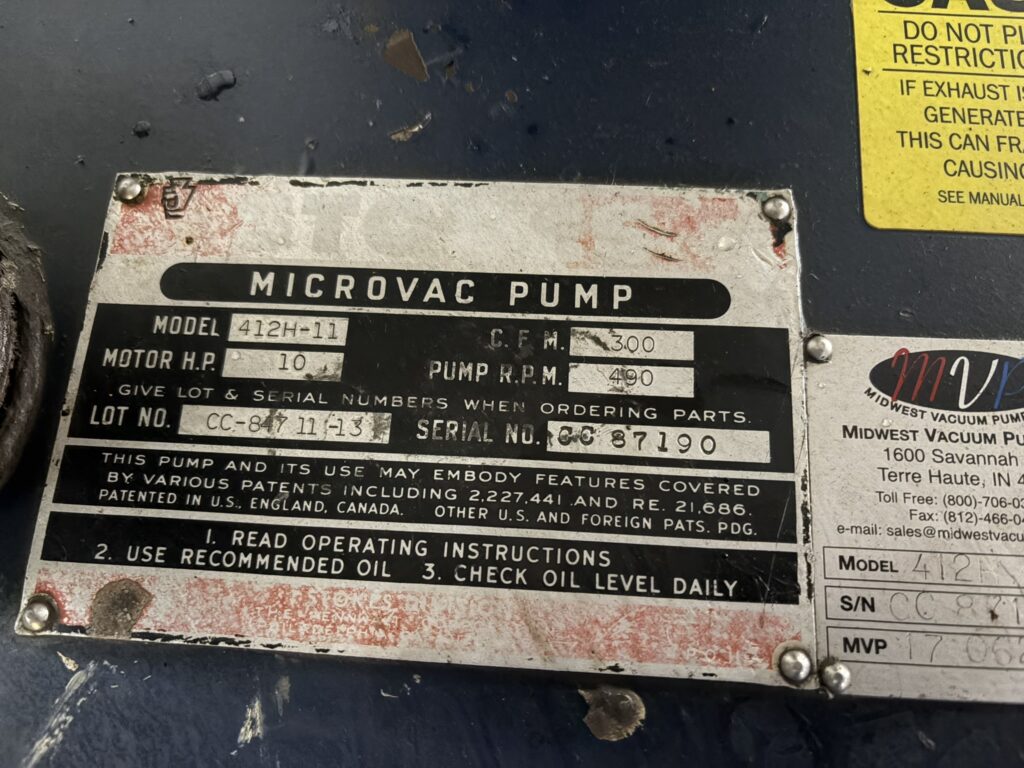 DO NOT
RESTRICTIO
IF EXHAUST
GENERATE
THIS CAN FRA
CAUSING
SEE MANUAL
MICROVAC PUMP
MODEL 412H-11 C.F.M. 300
MOTOR H.P. 10 PUMP R.P.M. 490
GIVE LOT & SERIAL NUMBERS WHEN ORDERING PARTS.
LOT NO. CC-847 11-13 SERIAL NO. CC 87190
THIS PUMP AND ITS USE MAY EMBODY FEATURES COVERED
BY VARIOUS PATENTS INCLUDING 2,227,441 AND RE. 21,686.
PATENTED IN U.S., ENGLAND, CANADA. OTHER U.S. AND FOREIGN PATS. PDG.
1. READ OPERATING INSTRUCTIONS
2. USE RECOMMENDED OIL 3. CHECK OIL LEVEL DAILY
MVP
MIDWEST VACUUM PUMP
MIDWEST VACUUM PU
1600 Savannah
Terre Haute, IN 4
Toll Free: (800)-706-03
Fax: (812)-466-04
e-mail: sales@midwestvacu
MODEL 412H
S/N CC 871
MVP 17 062